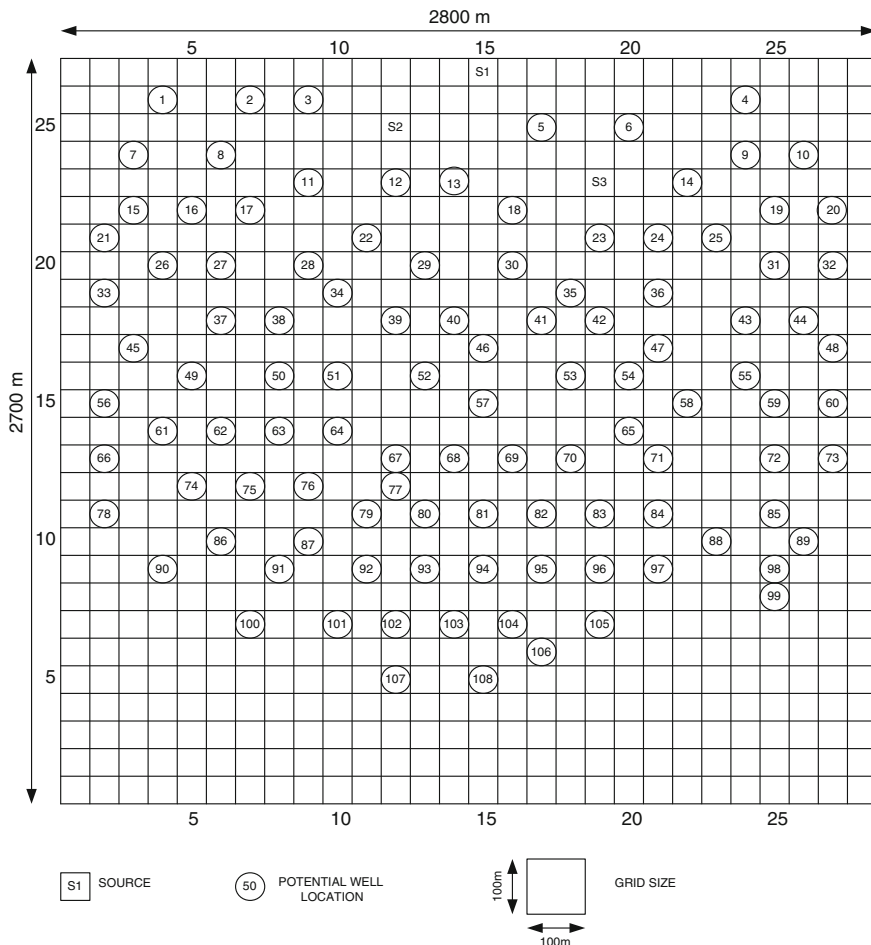 2800 m
5 10 15 20 25
S1
1 2 3 4
25 S2 5 6
7 8 9 10
11 12 13 S3 14
15 16 17 18 19 20
21 22 23 24 25
20 26 27 28 29 30 31 32
33 34 35 36
37 38 39 40 41 42 43 44
45 46 47 48
49 50 51 52 53 54 55
2700 m
15 56 57 58 59 60
61 62 63 64 65
66 67 68 69 70 71 72 73
74 75 76 77
78 79 80 81 82 83 84 85
10 86 87 88 89
90 91 92 93 94 95 96 97 98
99
100 101 102 103 104 105
106
5 107 108
5 10 15 20 25
S1 SOURCE
50 POTENTIAL WELL
LOCATION
100m
GRID SIZE
100m